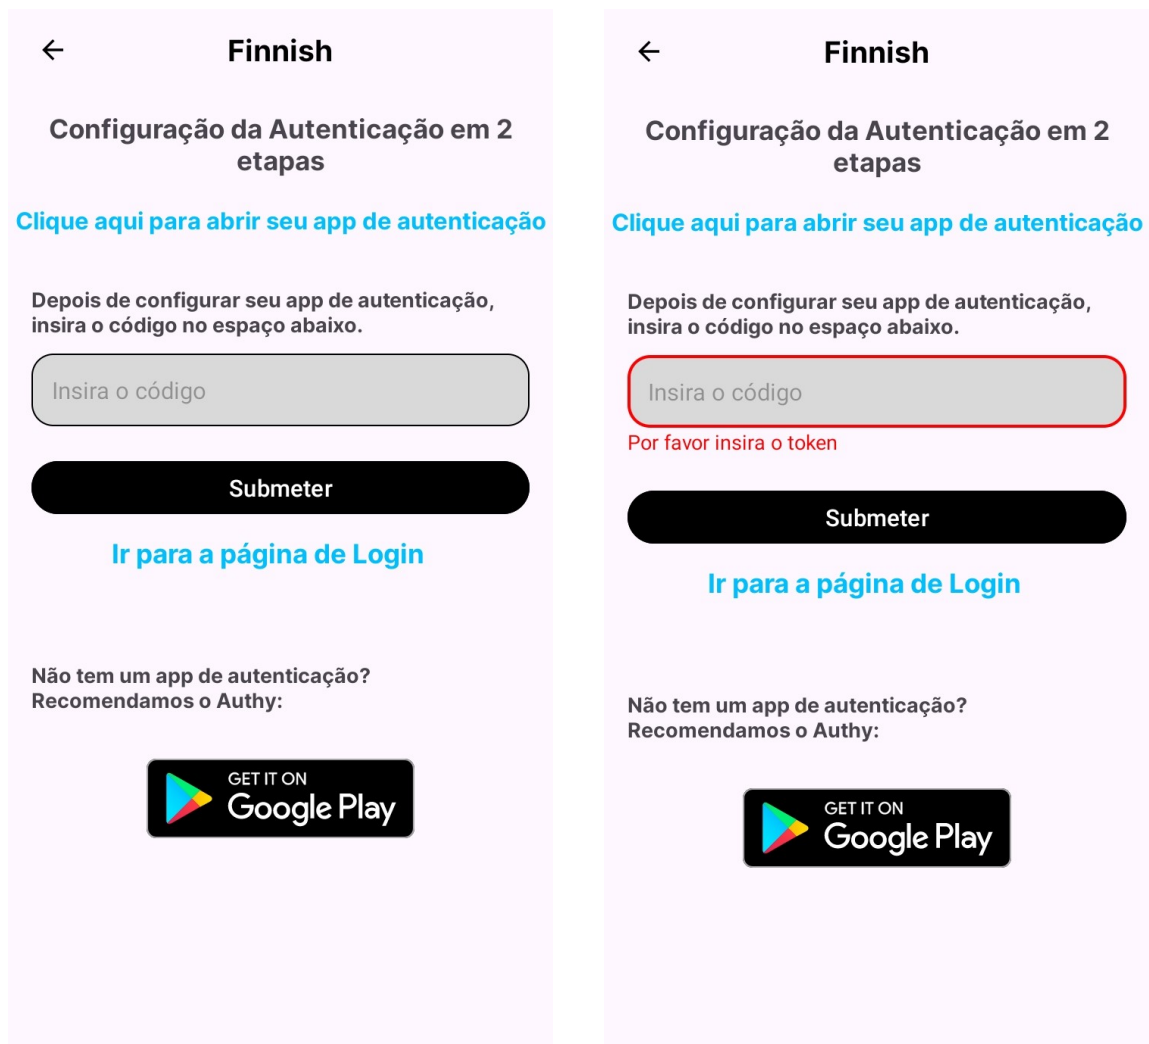 Finnish
Configuração da Autenticação em 2
etapas
Clique aqui para abrir seu app de autenticação
Depois de configurar seu app de autenticação,
insira o código no espaço abaixo.
Insira o código
Submeter
Ir para a página de Login
Não tem um app de autenticação?
Recomendamos o Authy:
GET IT ON
Google Play
Finnish
Configuração da Autenticação em 2
etapas
Clique aqui para abrir seu app de autenticação
Depois de configurar seu app de autenticação,
insira o código no espaço abaixo.
Insira o código
Por favor insira o token
Submeter
Ir para a página de Login
Não tem um app de autenticação?
Recomendamos o Authy:
GET IT ON
Google Play